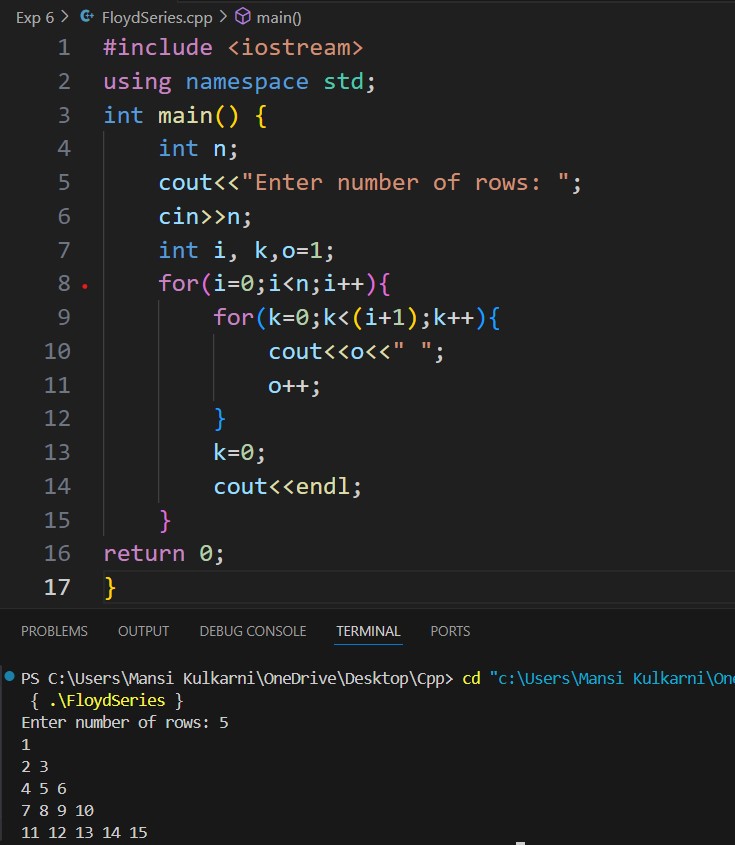 Exp 6 > FloydSeries.cpp > main()
1 #include <iostream>
2 using namespace std;
3 int main() {
4     int n;
5     cout<<"Enter number of rows: ";
6     cin>>n;
7     int i, k,o=1;
8     for(i=0;i<n;i++){
9         for(k=0;k<(i+1);k++){
10             cout<<o<<" ";
11             o++;
12         }
13         k=0;
14         cout<<endl;
15     }
16 return 0;
17 }
PROBLEMS OUTPUT DEBUG CONSOLE TERMINAL PORTS
PS C:\Users\Mansi Kulkarni\OneDrive\Desktop\Cpp> cd "c:\Users\Mansi Kulkarni\One
{ .\FloydSeries }
Enter number of rows: 5
1
2 3
4 5 6
7 8 9 10
11 12 13 14 15